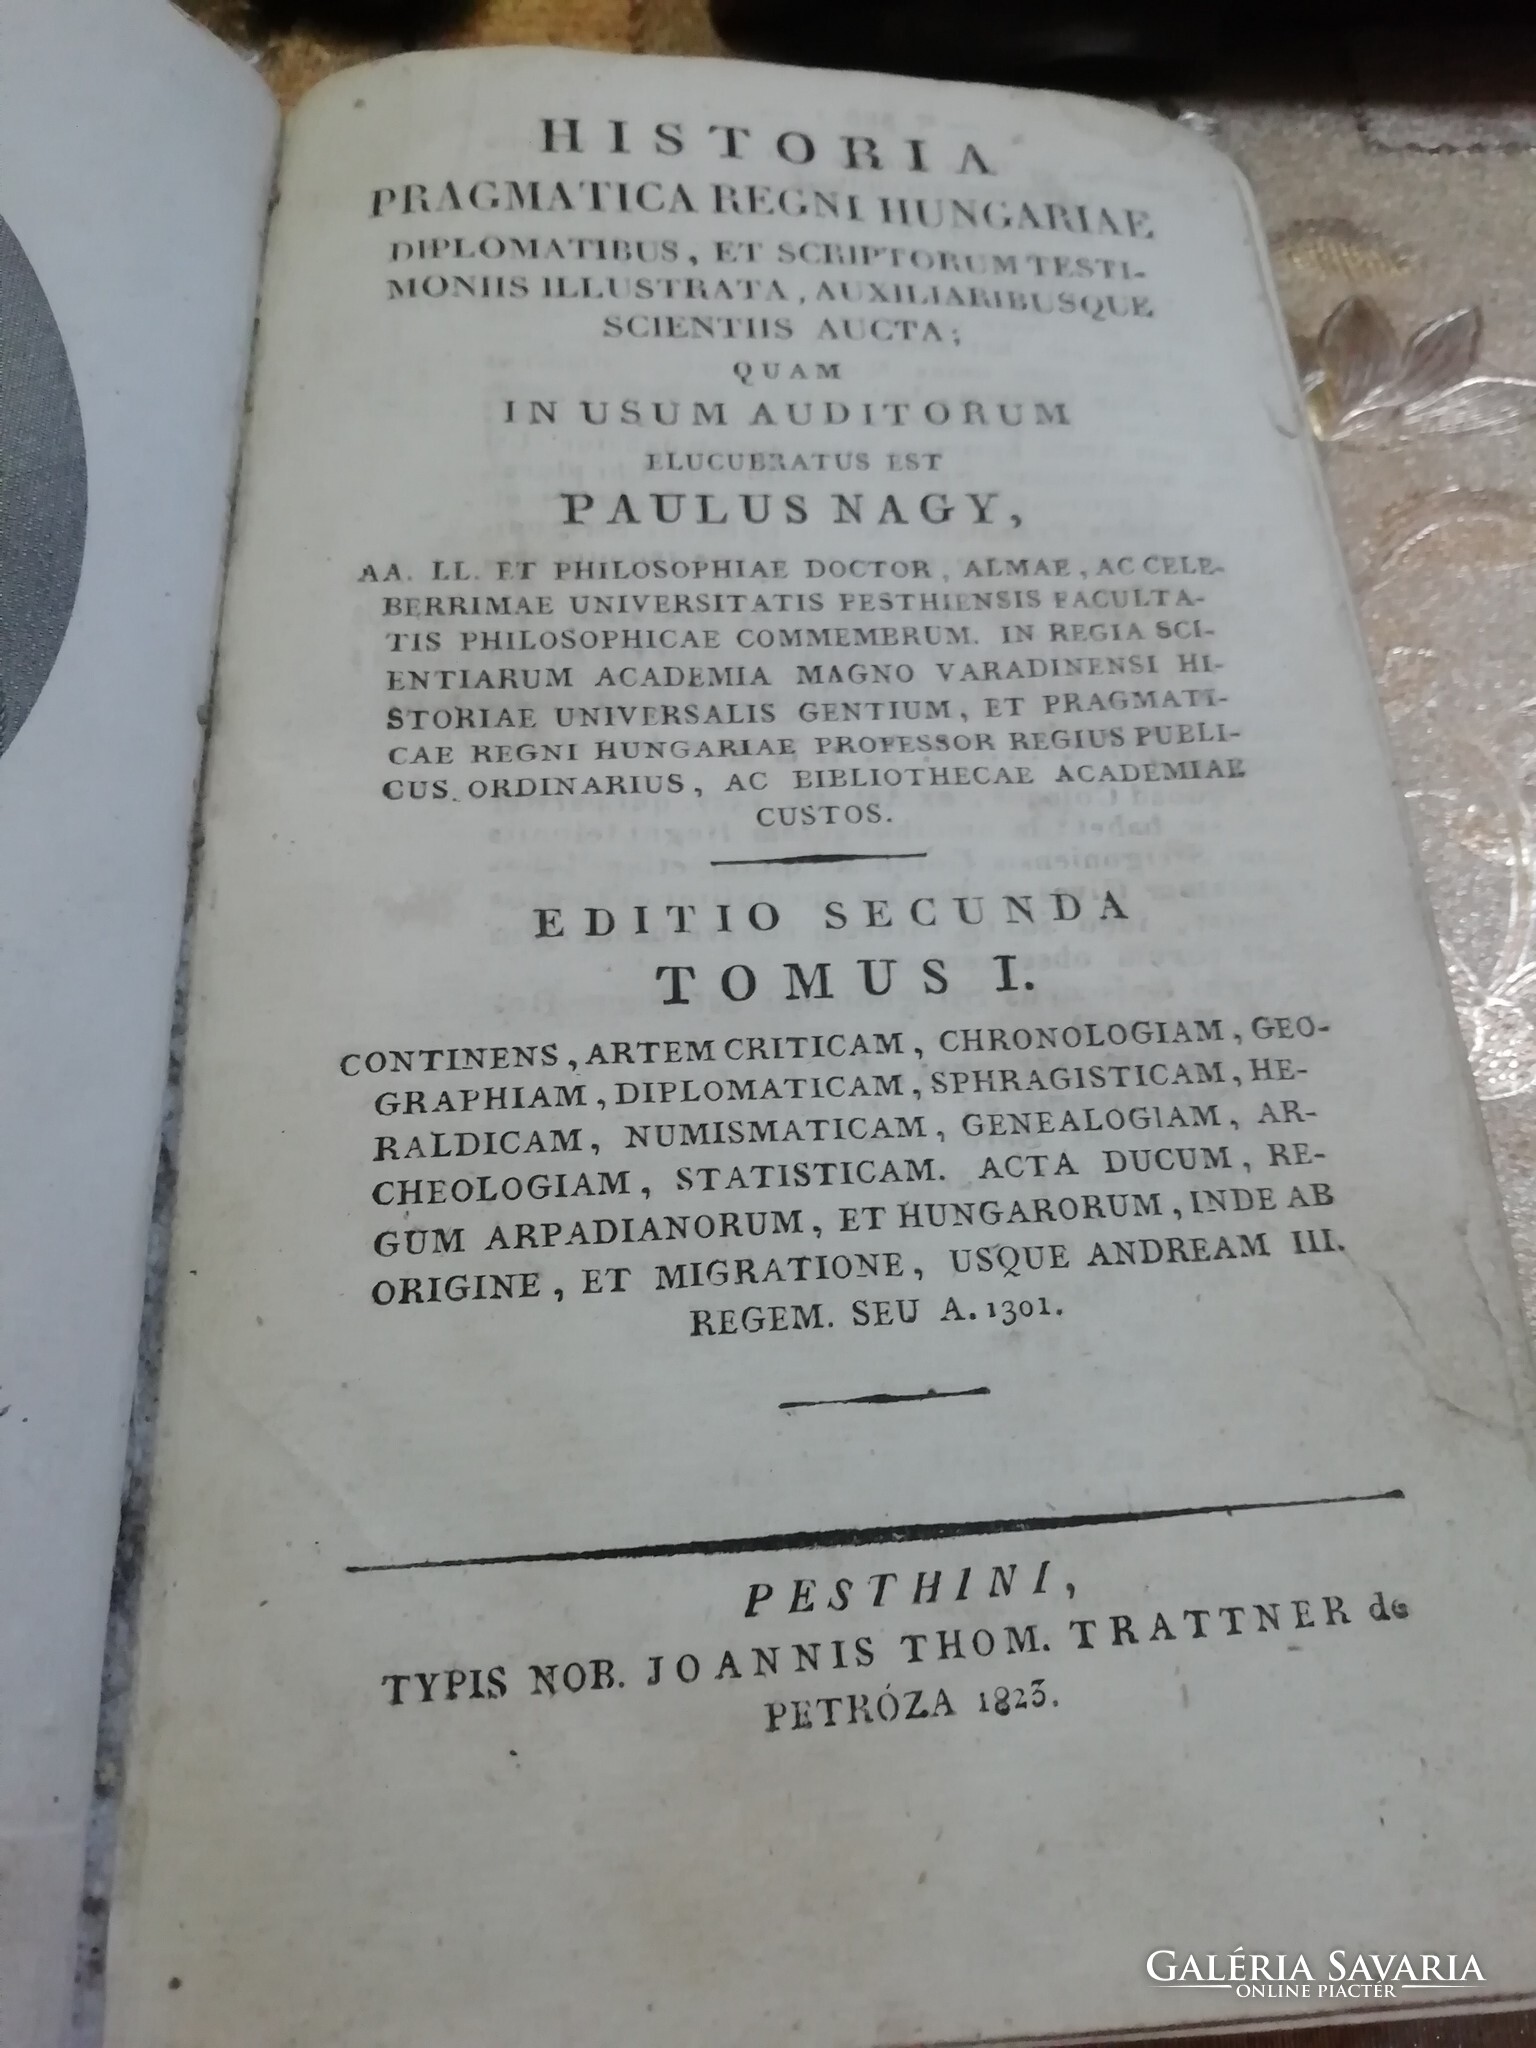 HISTORIA
PRAGMATICA REGNI HUNGARIAE
DIPLOMATIBUS, ET SCRIPTORUM TESTI-
MONIIS ILLUSTRATA, AUXILIARIBUSQUE
SCIENTIIS AUCTA;
QUAM
IN USUM AUDITORUM
ELUCUBRATUS EST
PAULUS NAGY,
AA. LL. ET PHILOSOPHIAE DOCTOR, ALMAE, AC CELE-
BERRIMAE UNIVERSITATIS PESTHIENSIS FACULTA-
TIS PHILOSOPHICAE COMMEMBRUM. IN REGIA SCI-
ENTIARUM ACADEMIA MAGNO VARADINENSI HI-
STORIAE UNIVERSALIS GENTIUM, ET PRAGMATI-
CAE REGNI HUNGARIAE PROFESSOR REGIUS PUBLI-
CUS ORDINARIUS, AC BIBLIOTHECAE ACADEMIAE
CUSTOS.
EDITIO SECUNDA
TOMUS I.
CONTINENS, ARTEM CRITICAM, CHRONOLOGIAM, GEO-
GRAPHIAM, DIPLOMATICAM, SPHRAGISTICAM, HE-
RALDICAM, NUMISMATICAM, GENEALOGIAM, AR-
CHEOLOGIAM, STATISTICAM. ACTA DUCUM, RE-
GUM ARPADIANORUM, ET HUNGARORUM, INDE AB
ORIGINE, ET MIGRATIONE, USQUE ANDREAM III.
REGEM. SEU A. 1301.
PESTHINI,
TYPIS NOB. JOANNIS THOM. TRATTNER de
PETRÓZA 1823.
GALÉRIA SAVARIA
ONLINE PIACTÉR